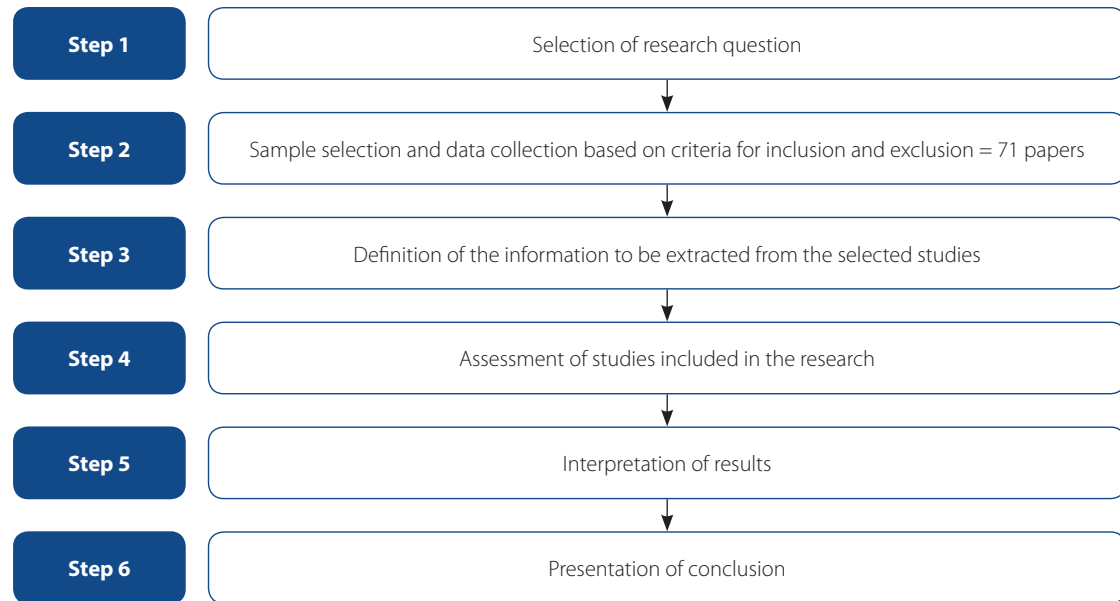 Step 1
Selection of research question
Step 2
Sample selection and data collection based on criteria for inclusion and exclusion = 71 papers
Step 3
Definition of the information to be extracted from the selected studies
Step 4
Assessment of studies included in the research
Step 5
Interpretation of results
Step 6
Presentation of conclusion